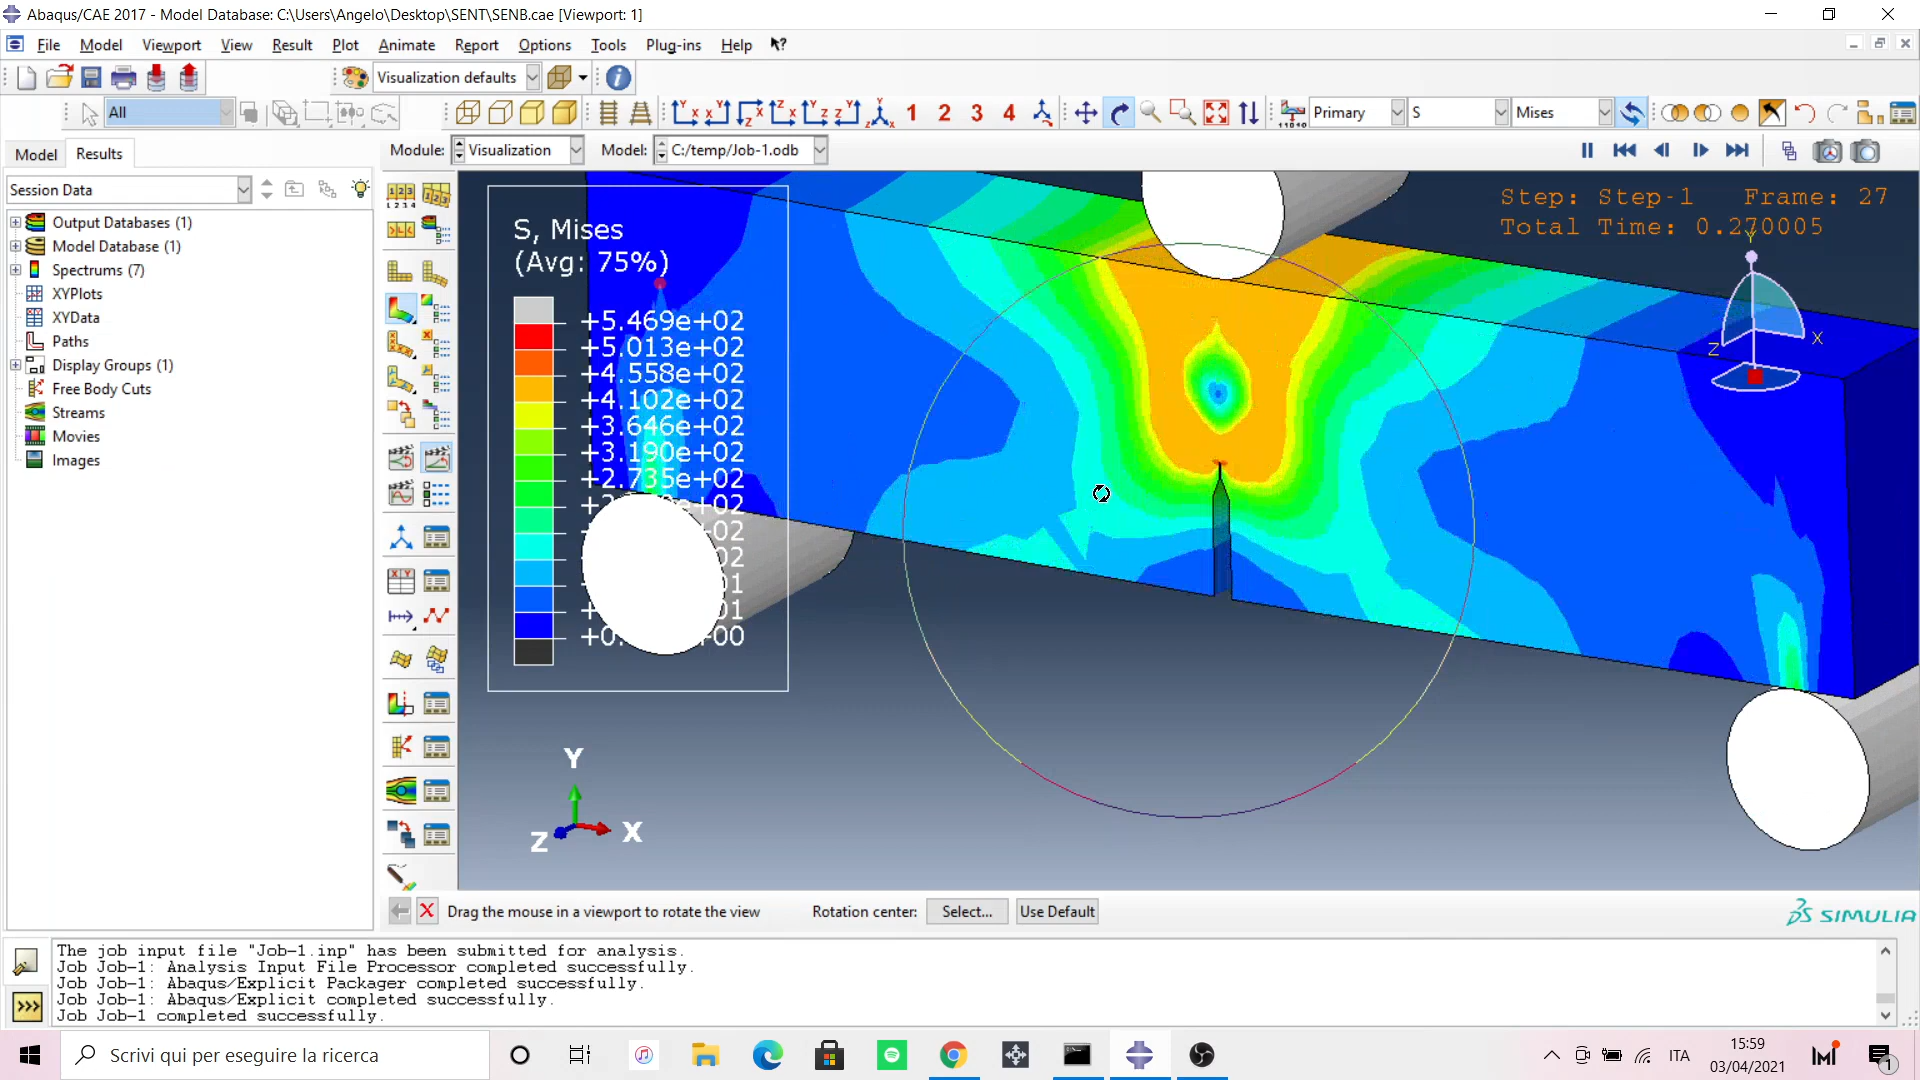 Abaqus/CAE 2017 - Model Database: C:\Users\Angelo\Desktop\SENT\SENB.cae [Viewport: 1]
File Model Viewport View Result Plot Animate Report Options Tools Plug-ins Help
Visualization defaults
All
1 2 3 4
Primary S Mises
Model Results
Module: Visualization Model: C:/temp/Job-1.odb
Session Data
Output Databases (1)
Model Database (1)
Spectrums (7)
XYPlots
XYData
Paths
Display Groups (1)
Free Body Cuts
Streams
Movies
Images
Step: Step-1 Frame: 27
Total Time: 0.270005
S, Mises
(Avg: 75%)
+5.469e+02
+5.013e+02
+4.558e+02
+4.102e+02
+3.646e+02
+3.190e+02
+2.735e+02
Y
X
Z
Y
X
Z
Drag the mouse in a viewport to rotate the view
Rotation center: Select... Use Default
SIMULIA
The job input file "Job-1.inp" has been submitted for analysis.
Job Job-1: Analysis Input File Processor completed successfully.
Job Job-1: Abaqus/Explicit Packager completed successfully.
Job Job-1: Abaqus/Explicit completed successfully.
Job Job-1 completed successfully.
>>>
Scrivi qui per eseguire la ricerca
ITA
15:59
03/04/2021
1